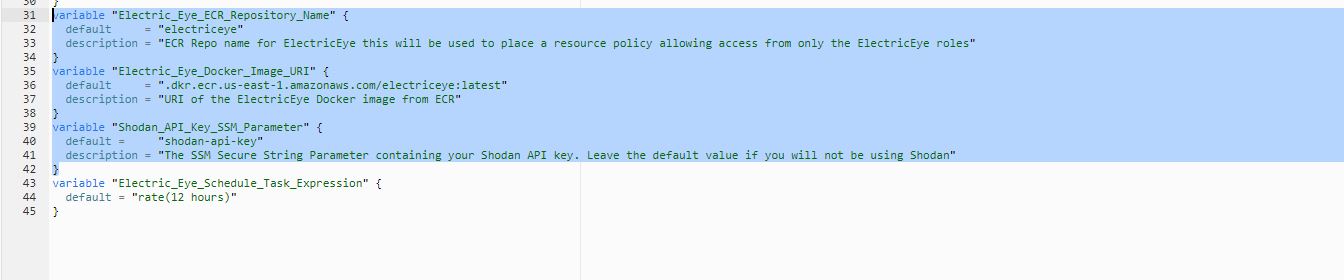 30 }
31 variable "Electric_Eye_ECR_Repository_Name" {
32 default = "electriceye"
33 description = "ECR Repo name for ElectricEye this will be used to place a resource policy allowing access from only the ElectricEye roles"
34 }
35 variable "Electric_Eye_Docker_Image_URI" {
36 default = ".dkr.ecr.us-east-1.amazonaws.com/electriceye:latest"
37 description = "URI of the ElectricEye Docker image from ECR"
38 }
39 variable "Shodan_API_Key_SSM_Parameter" {
40 default = "shodan-api-key"
41 description = "The SSM Secure String Parameter containing your Shodan API key. Leave the default value if you will not be using Shodan"
42 }
43 variable "Electric_Eye_Schedule_Task_Expression" {
44 default = "rate(12 hours)"
45 }